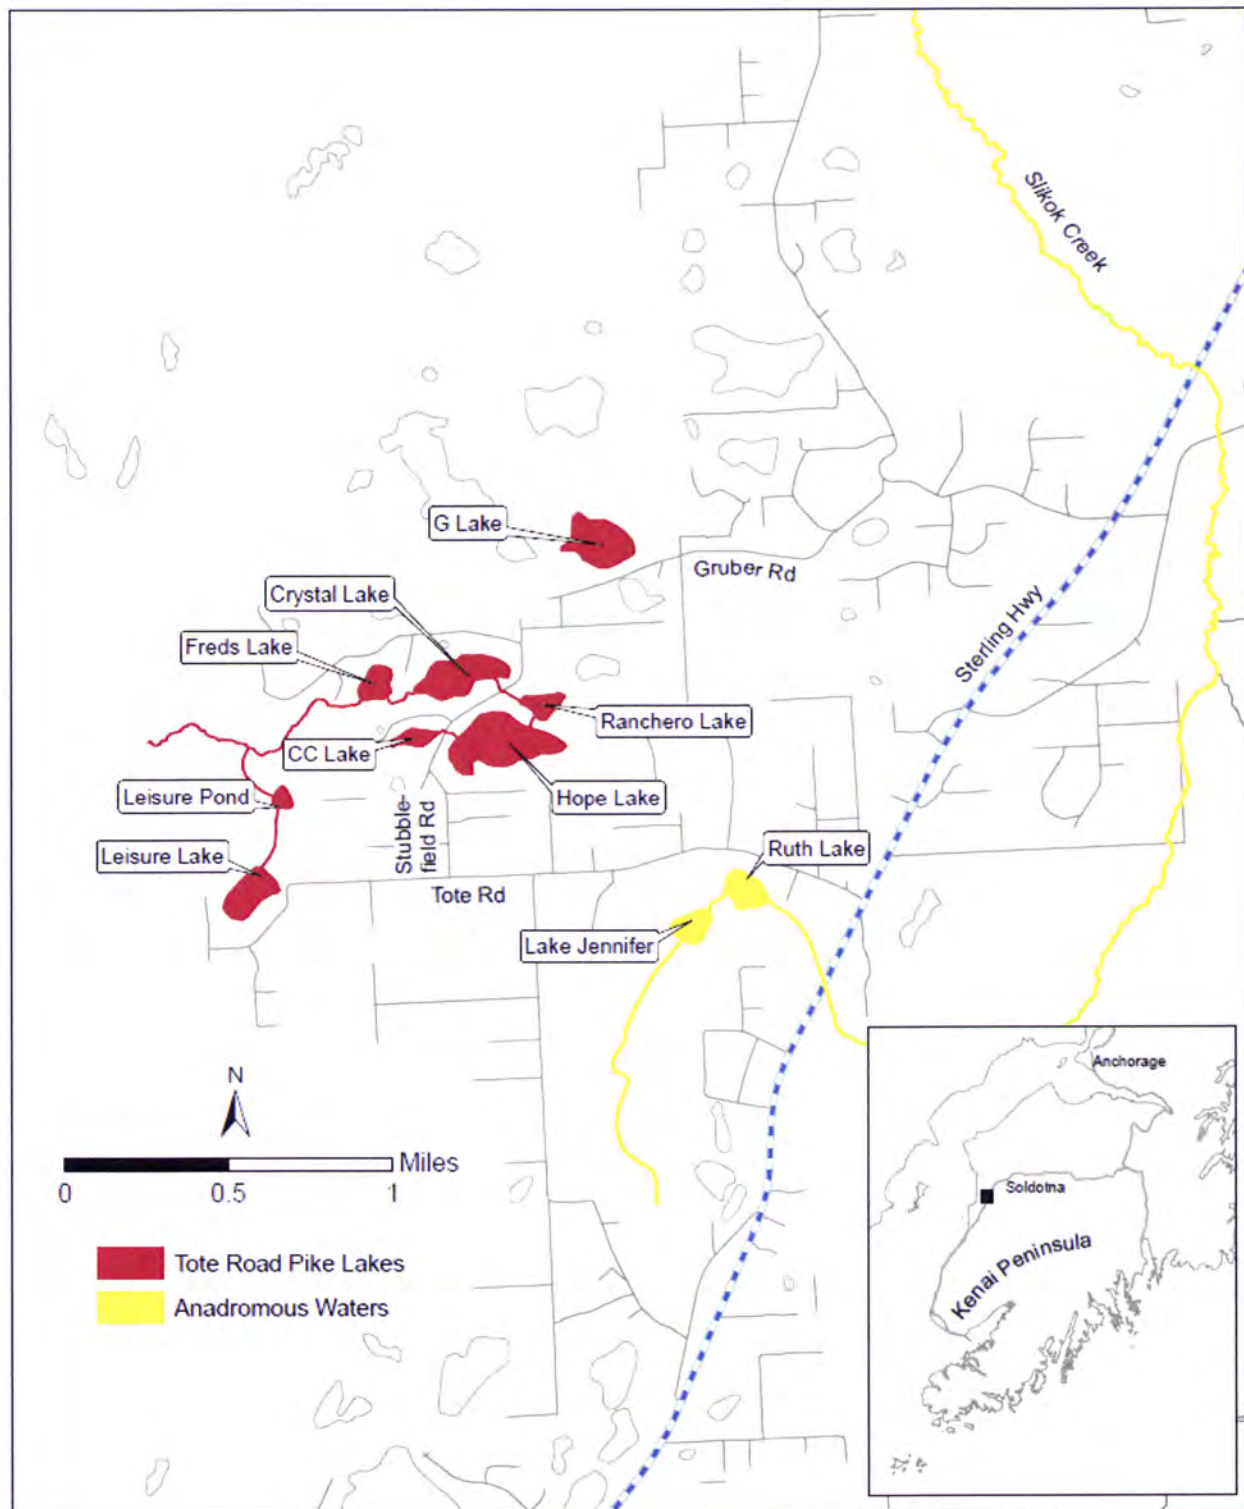 Slikok Creek
G Lake
Gruber Rd
Crystal Lake
Sterling Hwy
Freds Lake
Ranchero Lake
CC Lake
Leisure Pond
Hope Lake
Stubble-
field Rd
Ruth Lake
Leisure Lake
Tote Rd
Lake Jennifer
N
Miles
0 0.5 1
Tote Road Pike Lakes
Anadromous Waters
Anchorage
Soldotna
Kenai Peninsula